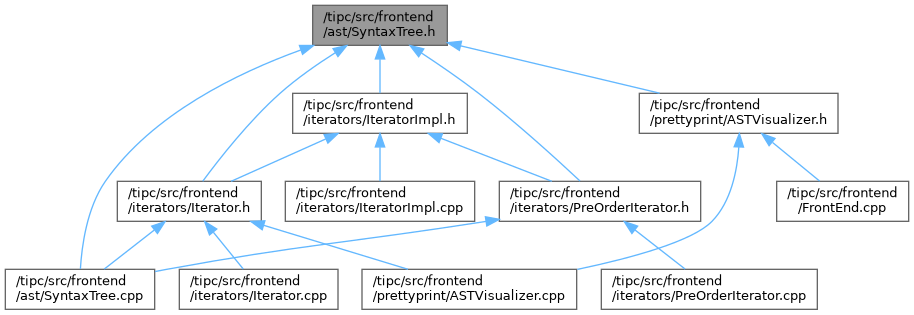 /tipc/src/frontend
/ast/SyntaxTree.h
/tipc/src/frontend
/iterators/IteratorImpl.h
/tipc/src/frontend
/prettyprint/ASTVisualizer.h
/tipc/src/frontend
/iterators/Iterator.h
/tipc/src/frontend
/iterators/IteratorImpl.cpp
/tipc/src/frontend
/iterators/PreOrderIterator.h
/tipc/src/frontend
/FrontEnd.cpp
/tipc/src/frontend
/ast/SyntaxTree.cpp
/tipc/src/frontend
/iterators/Iterator.cpp
/tipc/src/frontend
/prettyprint/ASTVisualizer.cpp
/tipc/src/frontend
/iterators/PreOrderIterator.cpp